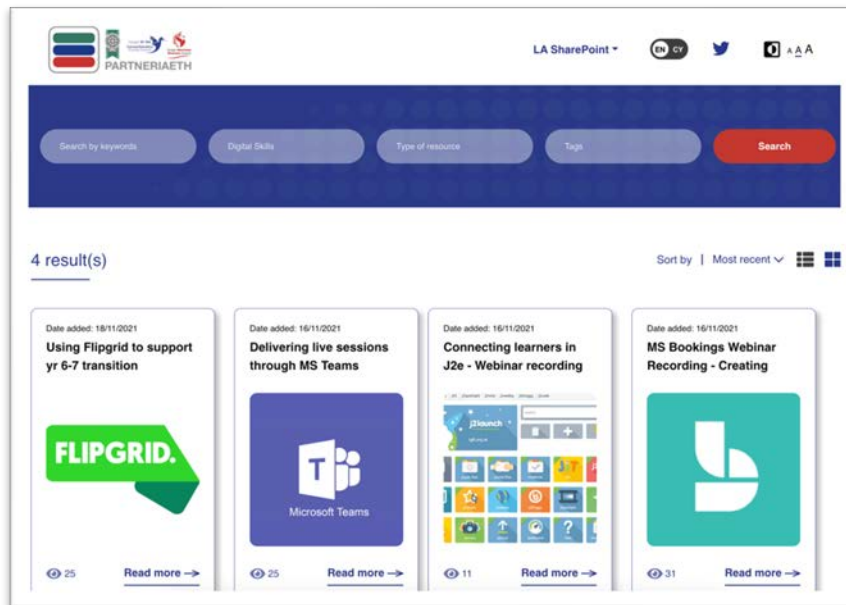 PARTNERIAETH
LA SharePoint
EN CY
A A A
Search by keywords
Digital Skills
Type of resource
Tags
Search
4 result(s)
Sort by | Most recent
Date added: 18/11/2021
Using Flipgrid to support
yr 6-7 transition
FLIPGRID.
25
Read more
Date added: 16/11/2021
Delivering live sessions
through MS Teams
T
Microsoft Teams
25
Read more
Date added: 16/11/2021
Connecting learners in
J2e - Webinar recording
j2launch
11
Read more
Date added: 16/11/2021
MS Bookings Webinar
Recording - Creating
b
31
Read more